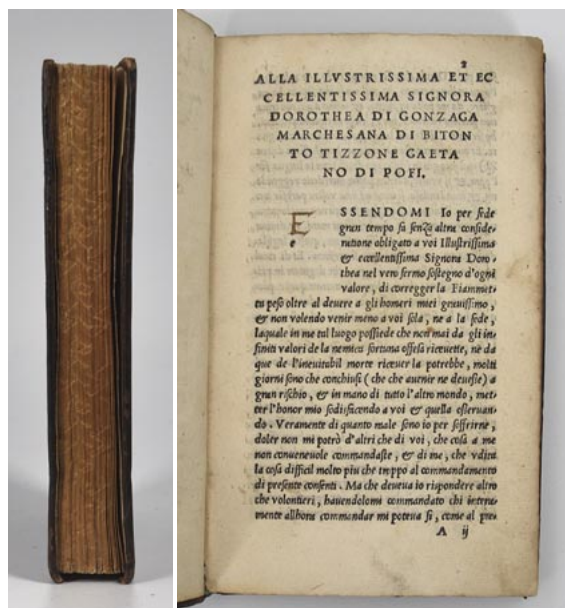 2
ALLA ILLVSTRISSIMA ET EC
CELLENTISSIMA SIGNORA
DOROTHEA DI GONZAGA
MARCHESANA DI BITON
TO TIZZONE GAETA
NO DI POFI.
E
e
SSENDOMI Io per fede
gran tempo fa senza altra conside-
ratione obligato a voi Illustrissima
& eccellentissima Signora Doro-
thea nel vero fermo sostegno d'ogni
valore, di corregger la Fiammet-
ta peso oltre al devere a gli homeri miei grauissimo,
& non volendo venir meno a voi sola, ne a la fede,
laquale in me tal luogo possiede che non mai da gli in-
finiti valori de la nemica fortuna offesa riceuette, ne da
que de l'ineuitabil morte riceuer la potrebbe, molti
giorni sono che conchiusi (che che auenir ne deuesse) a
gran rischio, & in mano di tutto l'altro mondo, met-
ter l'honor mio sodisfacendo a voi & quella osseruan-
do. Veramente di quanto male sono io per sofferirne,
doler non mi potrò d'altri che di voi, che cosa a me
non conueneuole commandaste, & di me, che vdita
la cosa difficil molto piu che troppo al commandamento
di presente consenti. Ma che deueua io rispondere altro
che volontieri, hauendolomi commandato chi intera-
mente allhora commandar mi poteua si, come al pre-
A ij